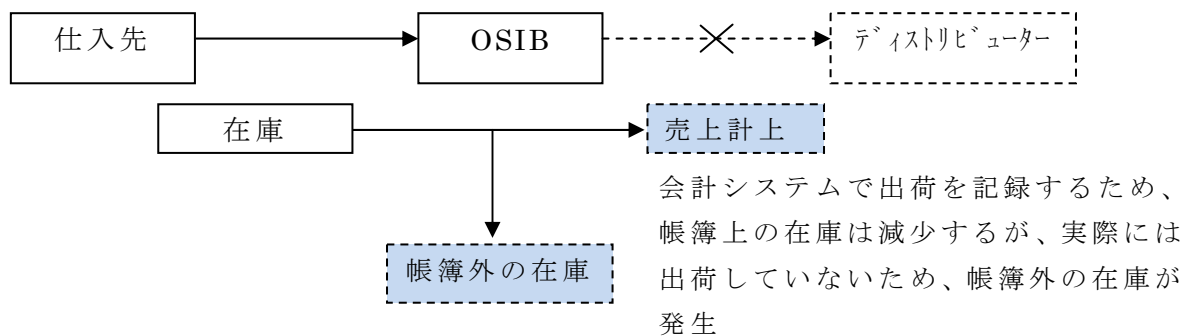 仕入先
OSIB
ディストリビューター
在庫
売上計上
会計システムで出荷を記録するため、
帳簿上の在庫は減少するが、実際には
出荷していないため、帳簿外の在庫が
発生
帳簿外の在庫